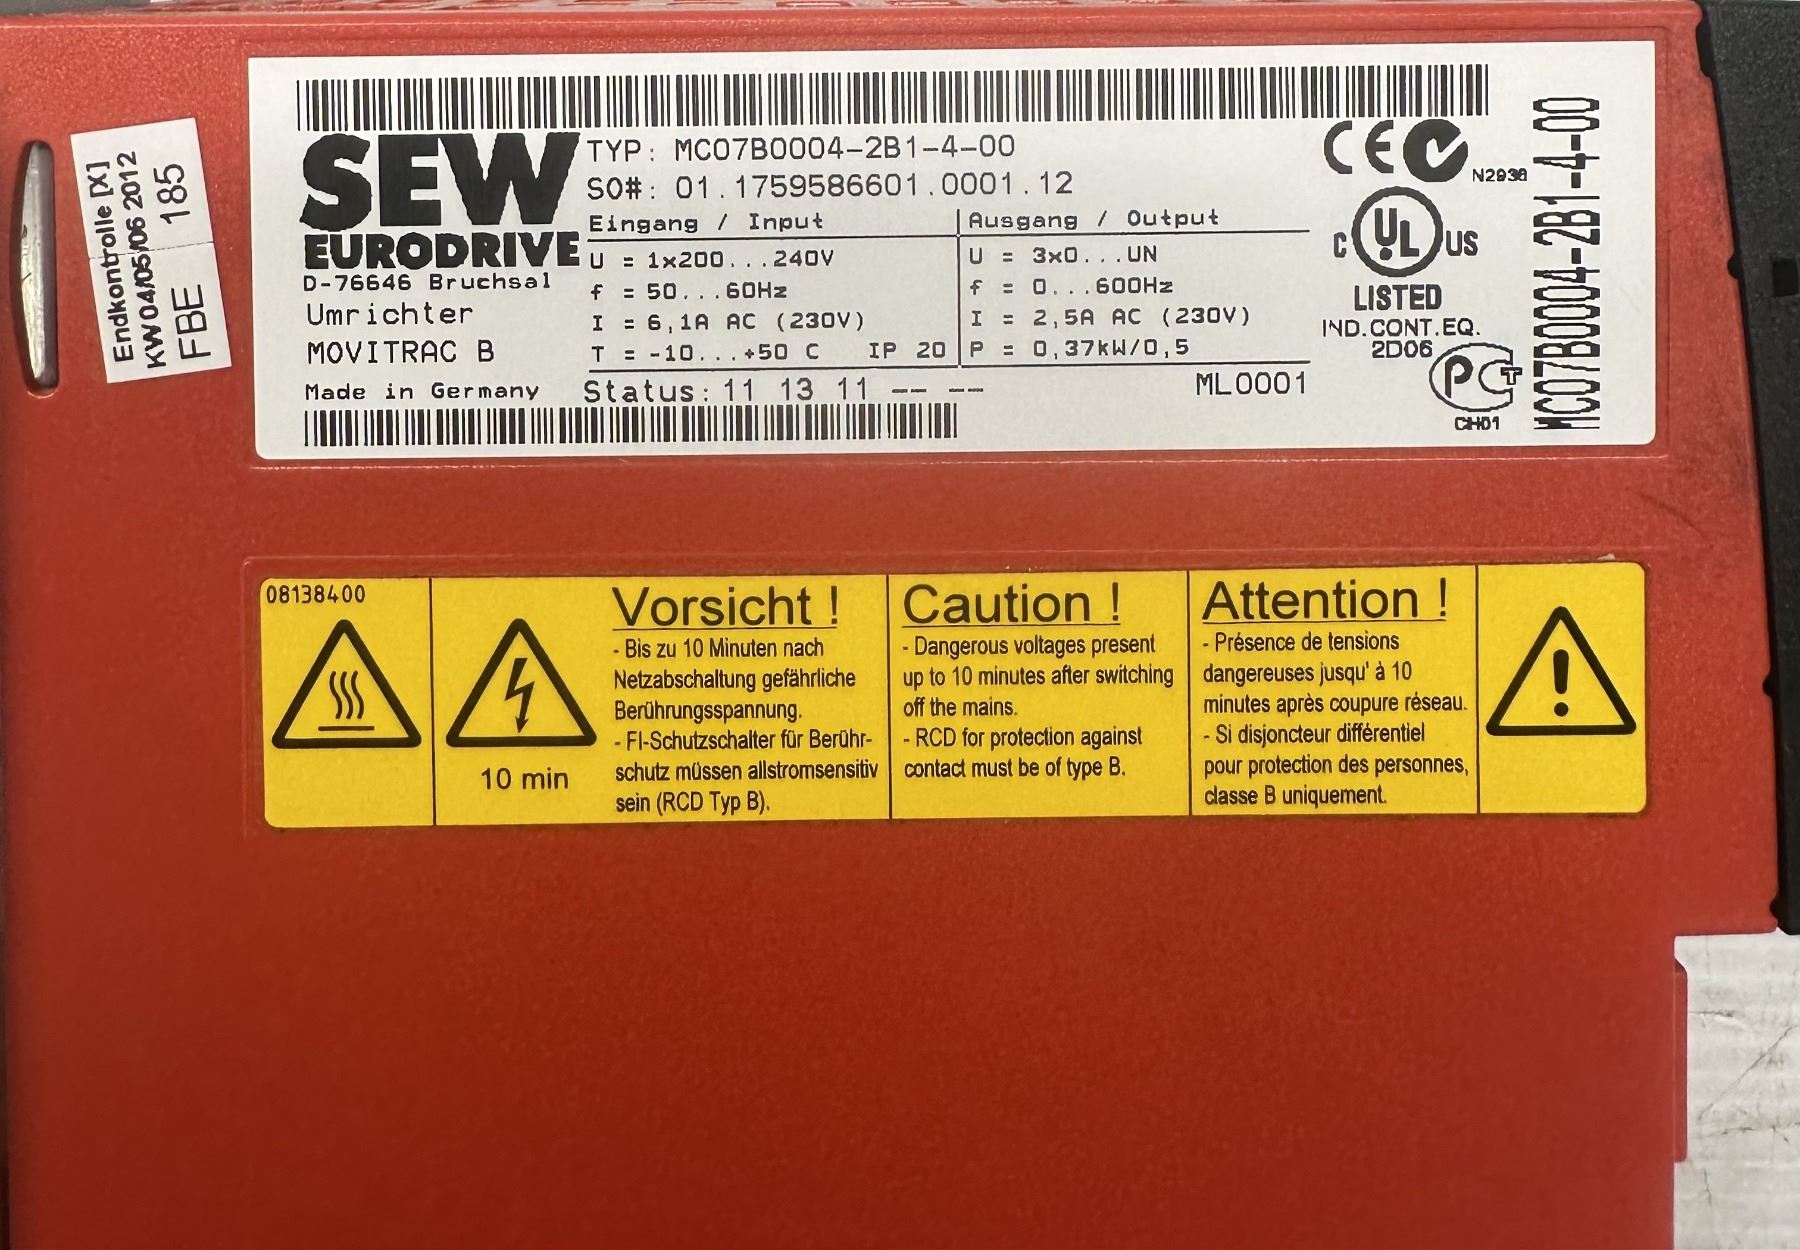 Endkontrolle [X]
KW 04/05/06 2012
FBE 185
SEW
EURODRIVE
D-76646 Bruchsal
Umrichter
MOVITRAC B
Made in Germany
TYP: MC07B0004-2B1-4-00
SO#: 01.1759586601.0001.12
Eingang / Input
U = 1x200...240V
f = 50...60Hz
I = 6,1A AC (230V)
T = -10...+50 C IP 20
Ausgang / Output
U = 3x0...UN
f = 0...600Hz
I = 2,5A AC (230V)
P = 0,37kW/0,5
Status: 11 13 11 -- --
ML0001
CE
N2936
C UL US
LISTED
IND.CONT.EQ.
2D06
PCT
CH01
MC07B0004-2B1-4-00
08138400
10 min
Vorsicht !
- Bis zu 10 Minuten nach
Netzabschaltung gefährliche
Berührungsspannung.
- FI-Schutzschalter für Berühr-
schutz müssen allstromsensitiv
sein (RCD Typ B).
Caution !
- Dangerous voltages present
up to 10 minutes after switching
off the mains.
- RCD for protection against
contact must be of type B.
Attention !
- Présence de tensions
dangereuses jusqu' à 10
minutes après coupure réseau.
- Si disjoncteur différentiel
pour protection des personnes,
classe B uniquement.